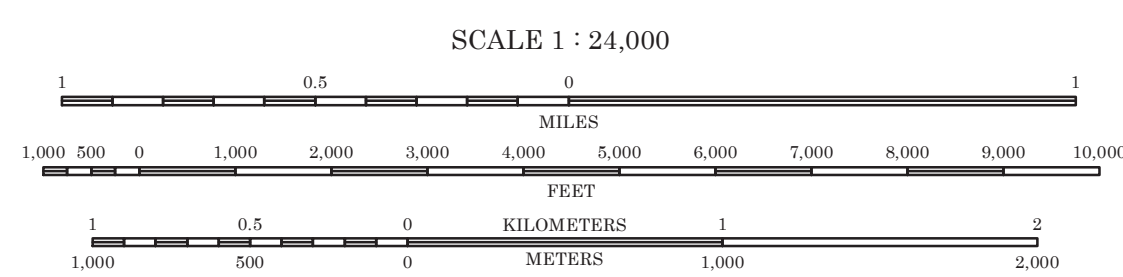 SCALE 1 : 24,000
1 0.5 0 1
MILES
1,000 500 0 1,000 2,000 3,000 4,000 5,000 6,000 7,000 8,000 9,000 10,000
FEET
1 0.5 0 KILOMETERS 1 2
1,000 500 0 METERS 1,000 2,000